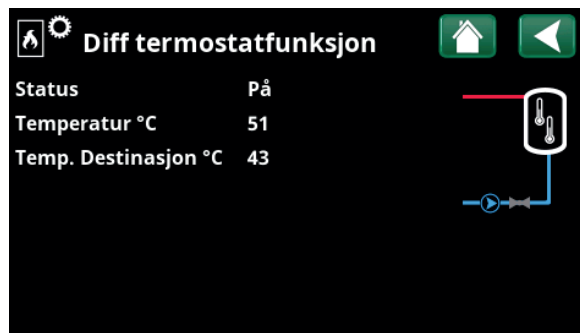 Diff termostatfunksjon
Status På
Temperatur °C 51
Temp. Destinasjon °C 43